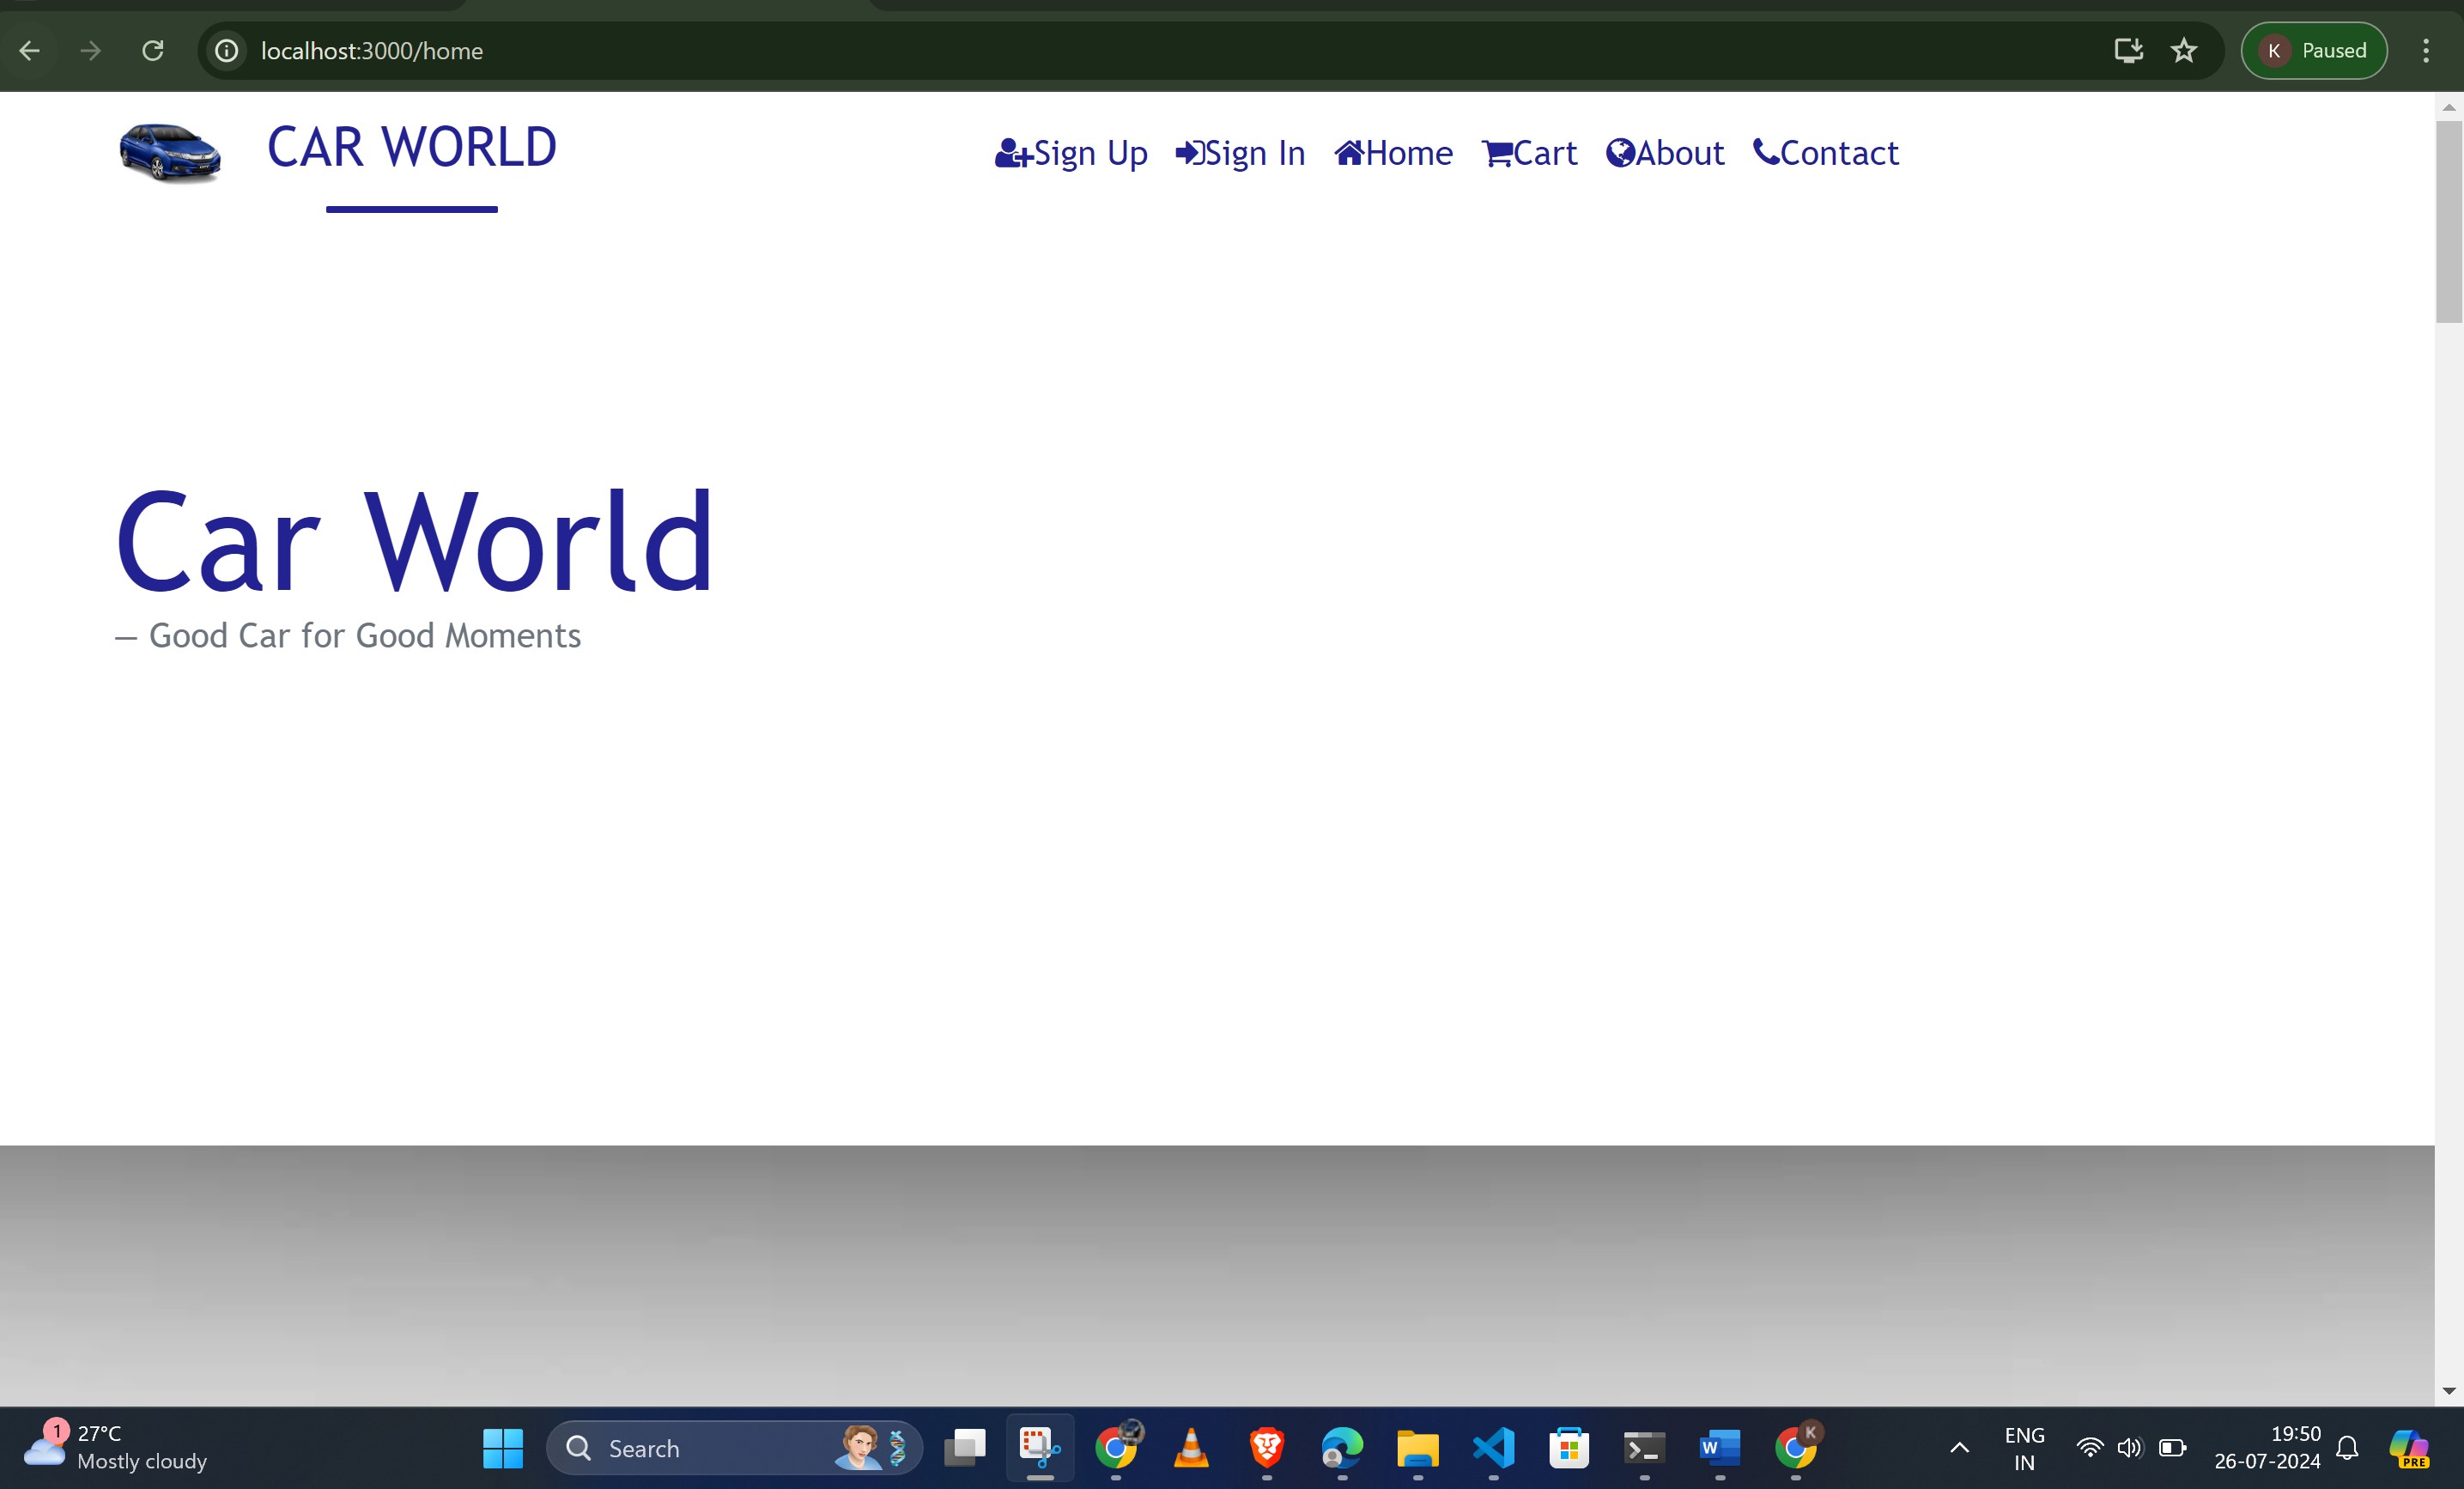 localhost:3000/home
K Paused
CAR WORLD
Sign Up Sign In Home Cart About Contact
Car World
— Good Car for Good Moments
1
27°C
Mostly cloudy
Search
W
K
ENG
IN
19:50
26-07-2024
PRE